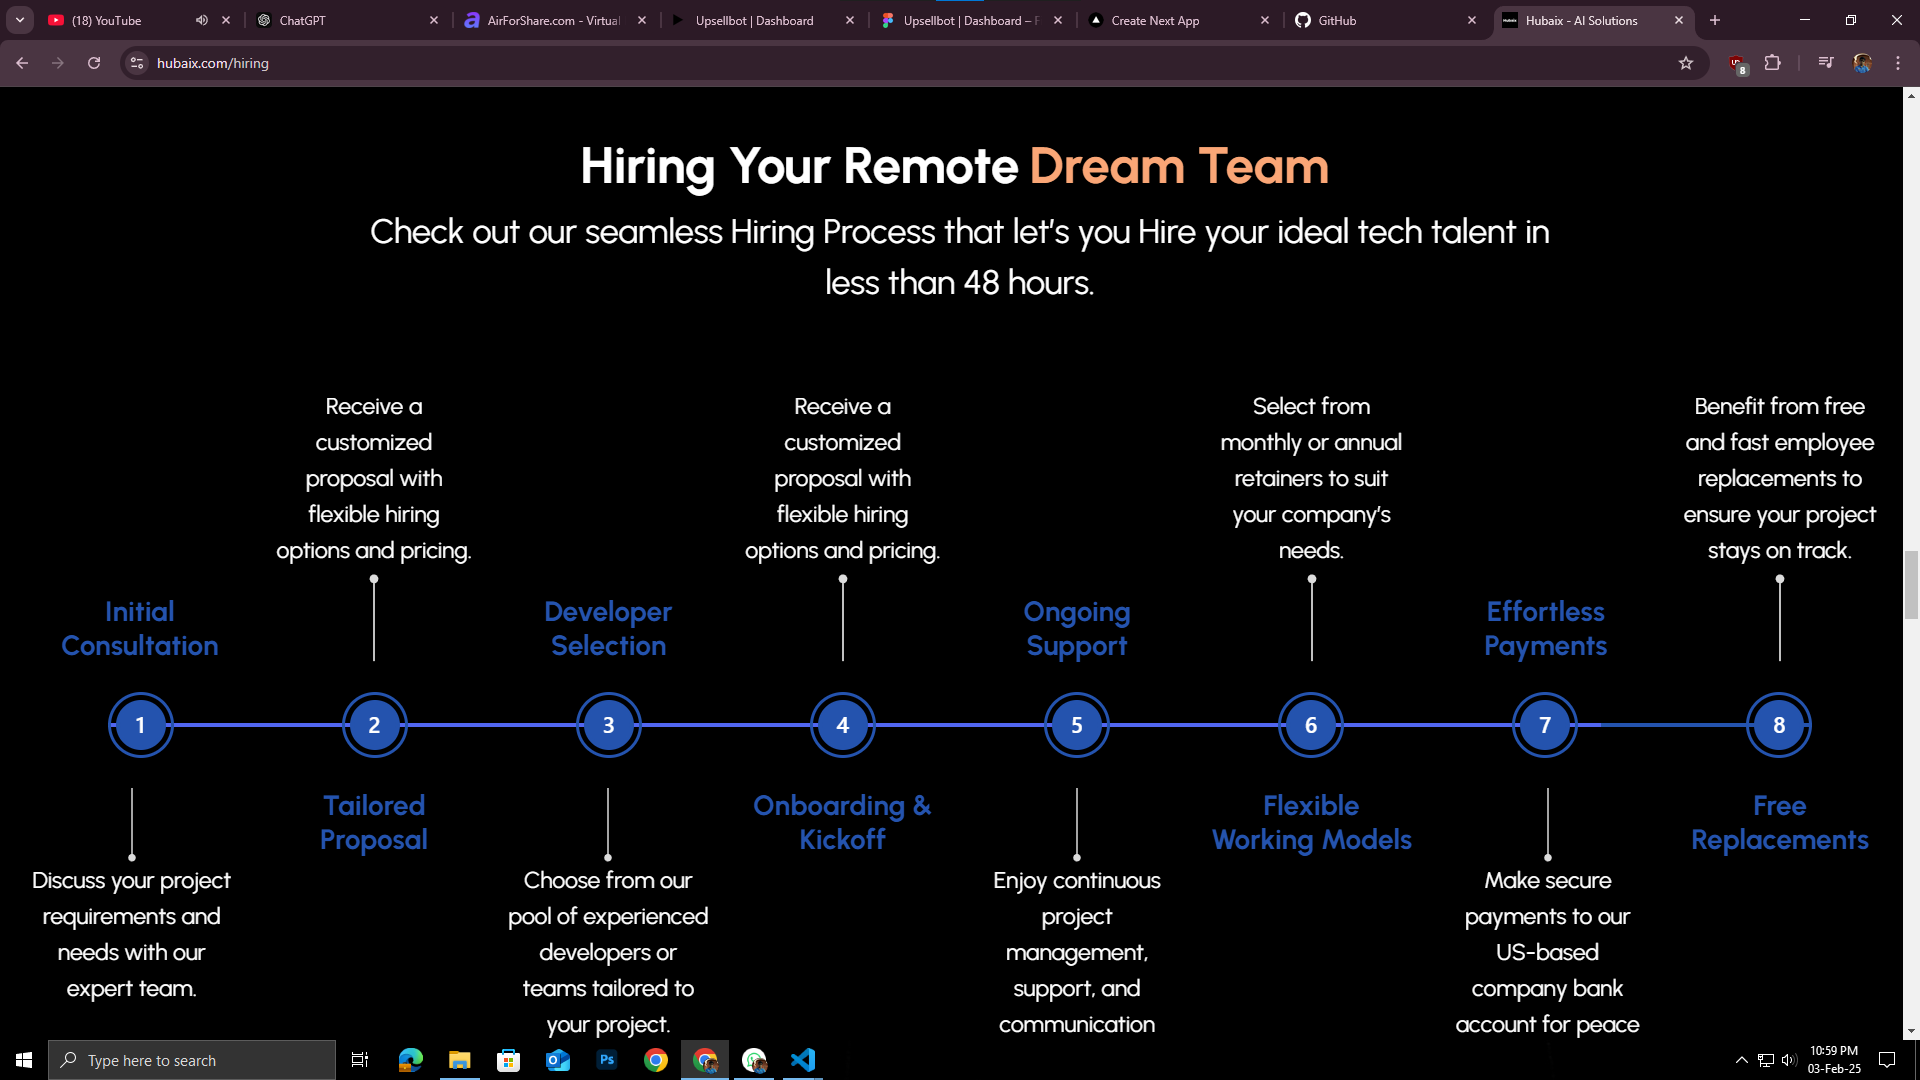 (18) YouTube
ChatGPT
AirForShare.com - Virtual
Upsellbot | Dashboard
Upsellbot | Dashboard – F
Create Next App
GitHub
Hubaix - AI Solutions
hubaix.com/hiring
8
Hiring Your Remote Dream Team
Check out our seamless Hiring Process that let's you Hire your ideal tech talent in
less than 48 hours.
Receive a
customized
proposal with
flexible hiring
options and pricing.
Receive a
customized
proposal with
flexible hiring
options and pricing.
Select from
monthly or annual
retainers to suit
your company's
needs.
Benefit from free
and fast employee
replacements to
ensure your project
stays on track.
Initial
Consultation
Developer
Selection
Ongoing
Support
Effortless
Payments
1
2
3
4
5
6
7
8
Tailored
Proposal
Onboarding &
Kickoff
Flexible
Working Models
Free
Replacements
Discuss your project
requirements and
needs with our
expert team.
Choose from our
pool of experienced
developers or
teams tailored to
your project.
Enjoy continuous
project
management,
support, and
communication
Make secure
payments to our
US-based
company bank
account for peace
Type here to search
Ps
10:59 PM
03-Feb-25